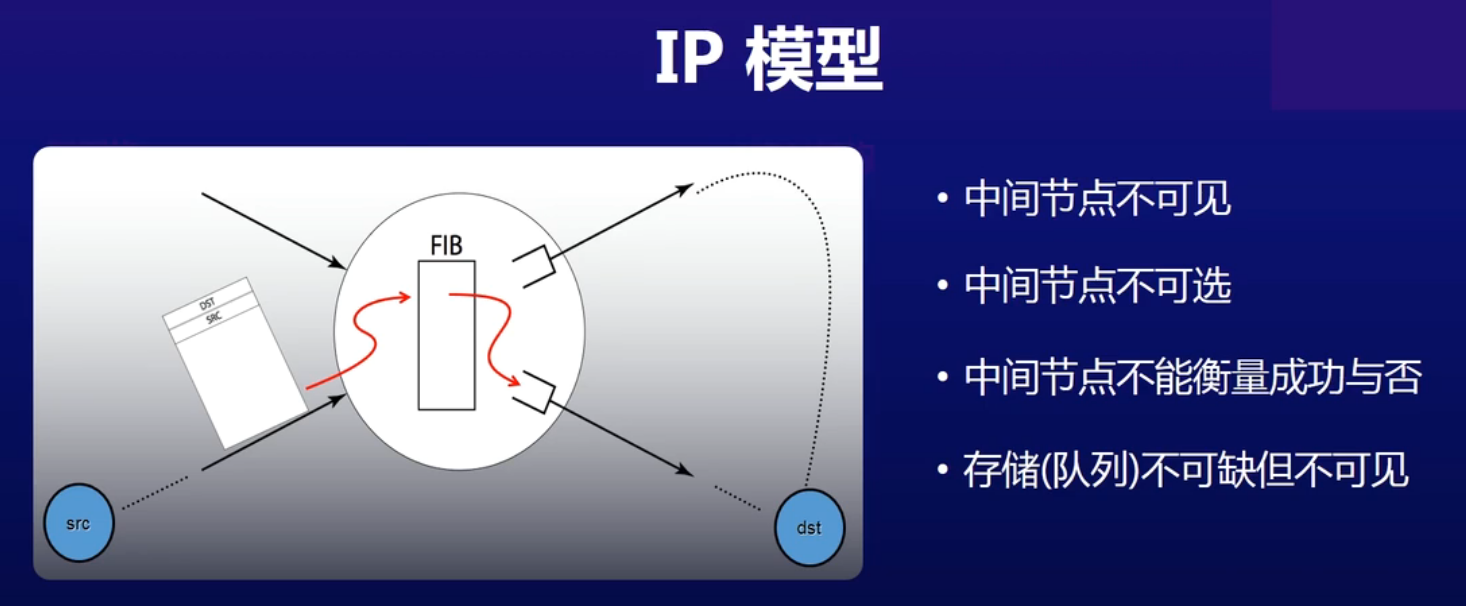 IP 模型
FIB
DST
SRC
src
dst
• 中间节点不可见
• 中间节点不可选
• 中间节点不能衡量成功与否
• 存储(队列)不可缺但不可见